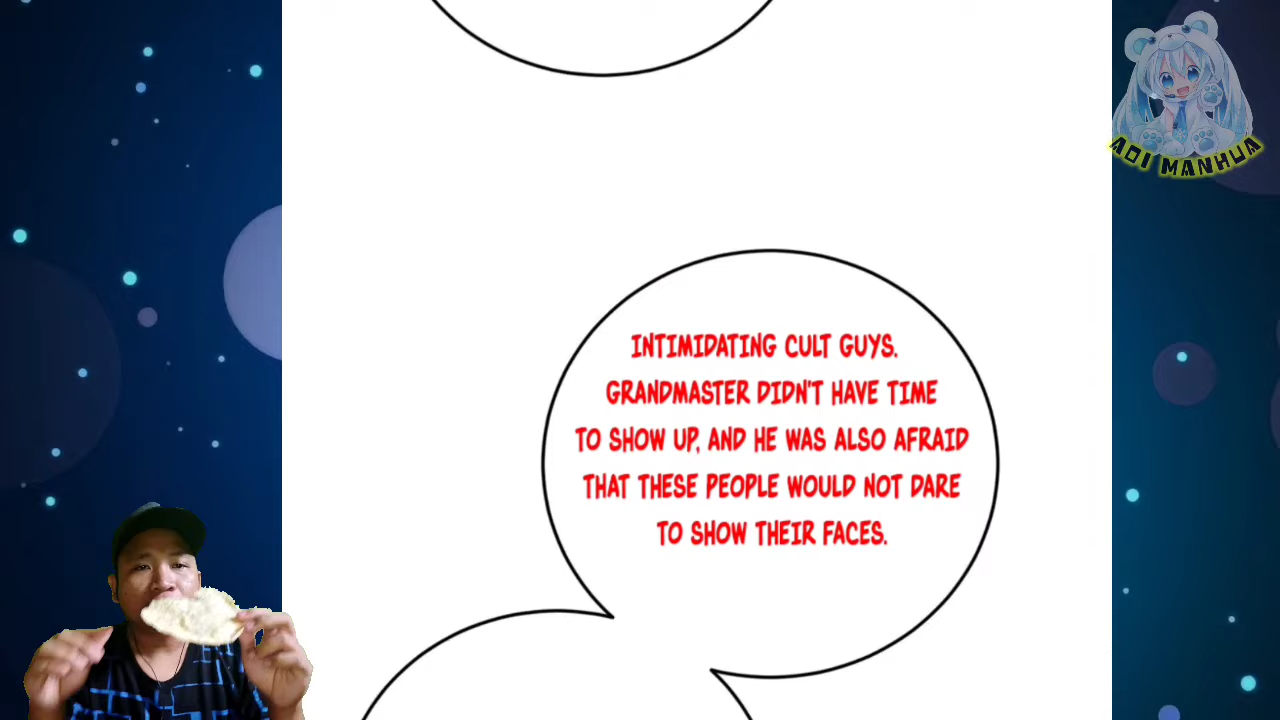 AOI MANHUA
INTIMIDATING CULT GUYS.
GRANDMASTER DIDN'T HAVE TIME
TO SHOW UP, AND HE WAS ALSO AFRAID
THAT THESE PEOPLE WOULD NOT DARE
TO SHOW THEIR FACES.